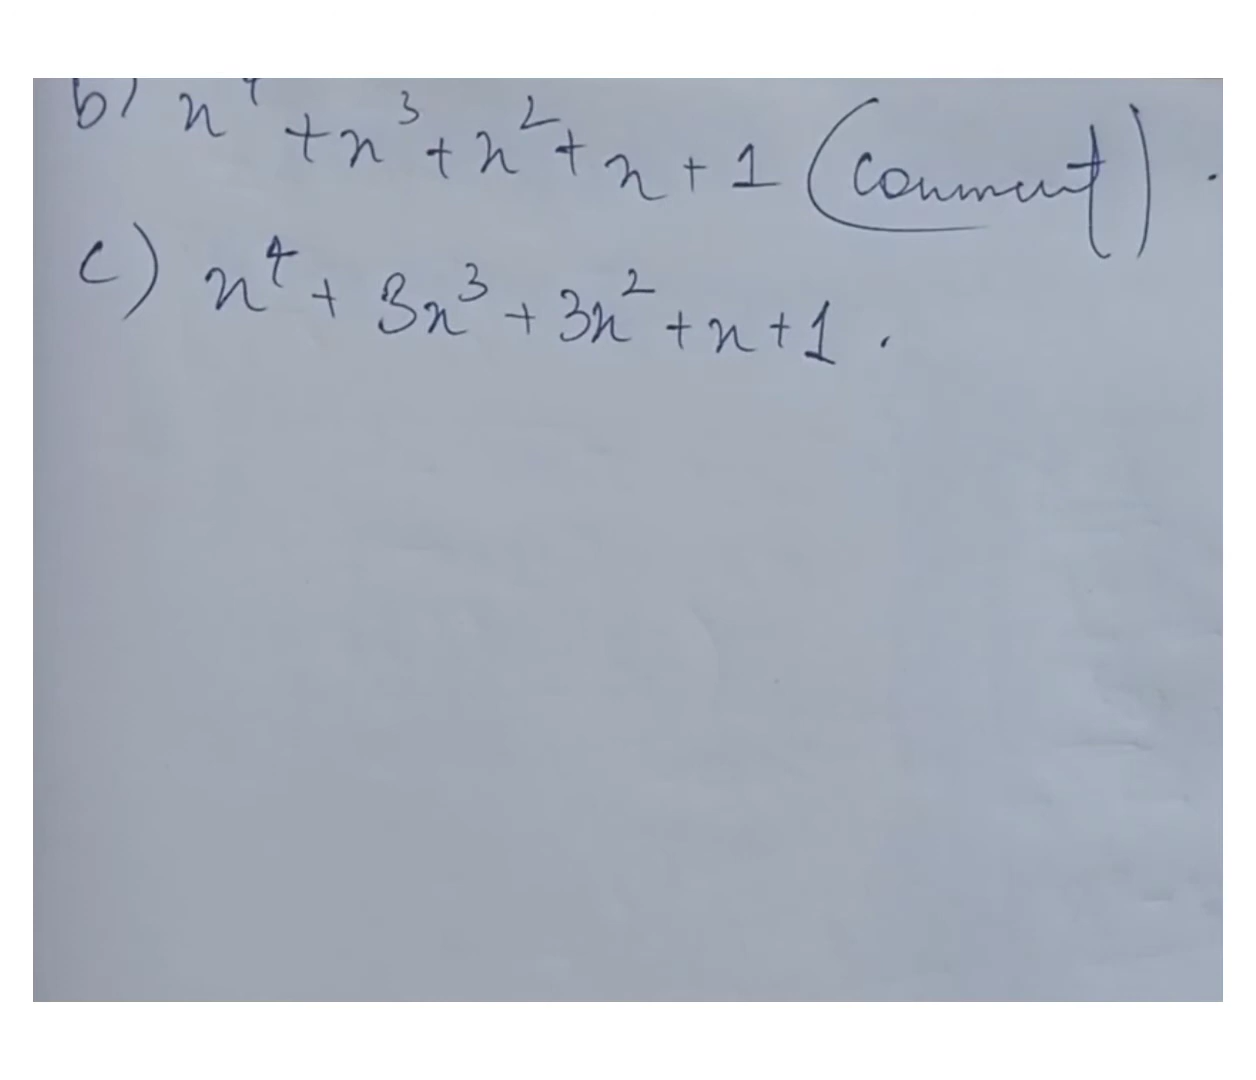 b) x⁴ + x³ + x² + x + 1 (comment).
c) x⁴ + 3x³ + 3x² + x + 1.